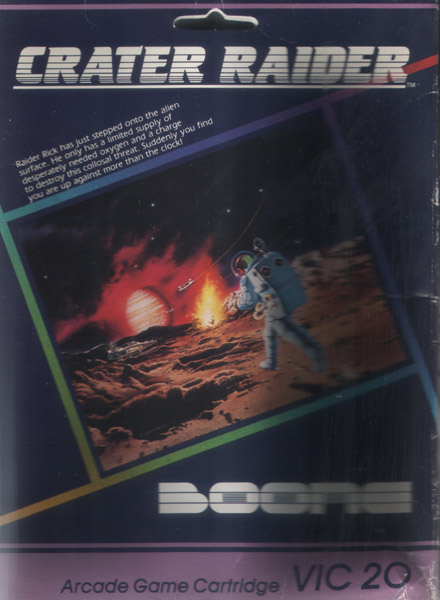 CRATER RAIDER™
Raider Rick has just stepped onto the alien
surface. He only has a limited supply of
desperately needed oxygen and a charge
to destroy this collosal threat. Suddenly you find
you are up against more than the clock!
BOONE
Arcade Game Cartridge VIC 20